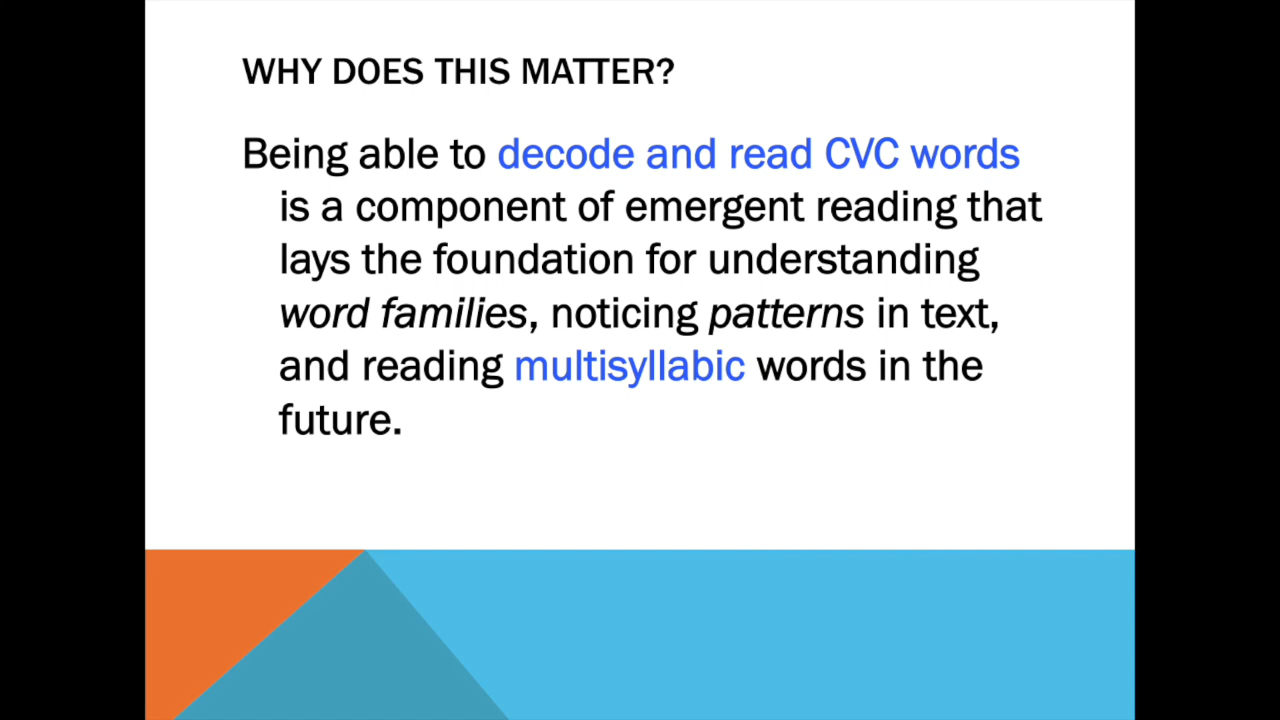 WHY DOES THIS MATTER?
Being able to decode and read CVC words
is a component of emergent reading that
lays the foundation for understanding
word families, noticing patterns in text,
and reading multisyllabic words in the
future.